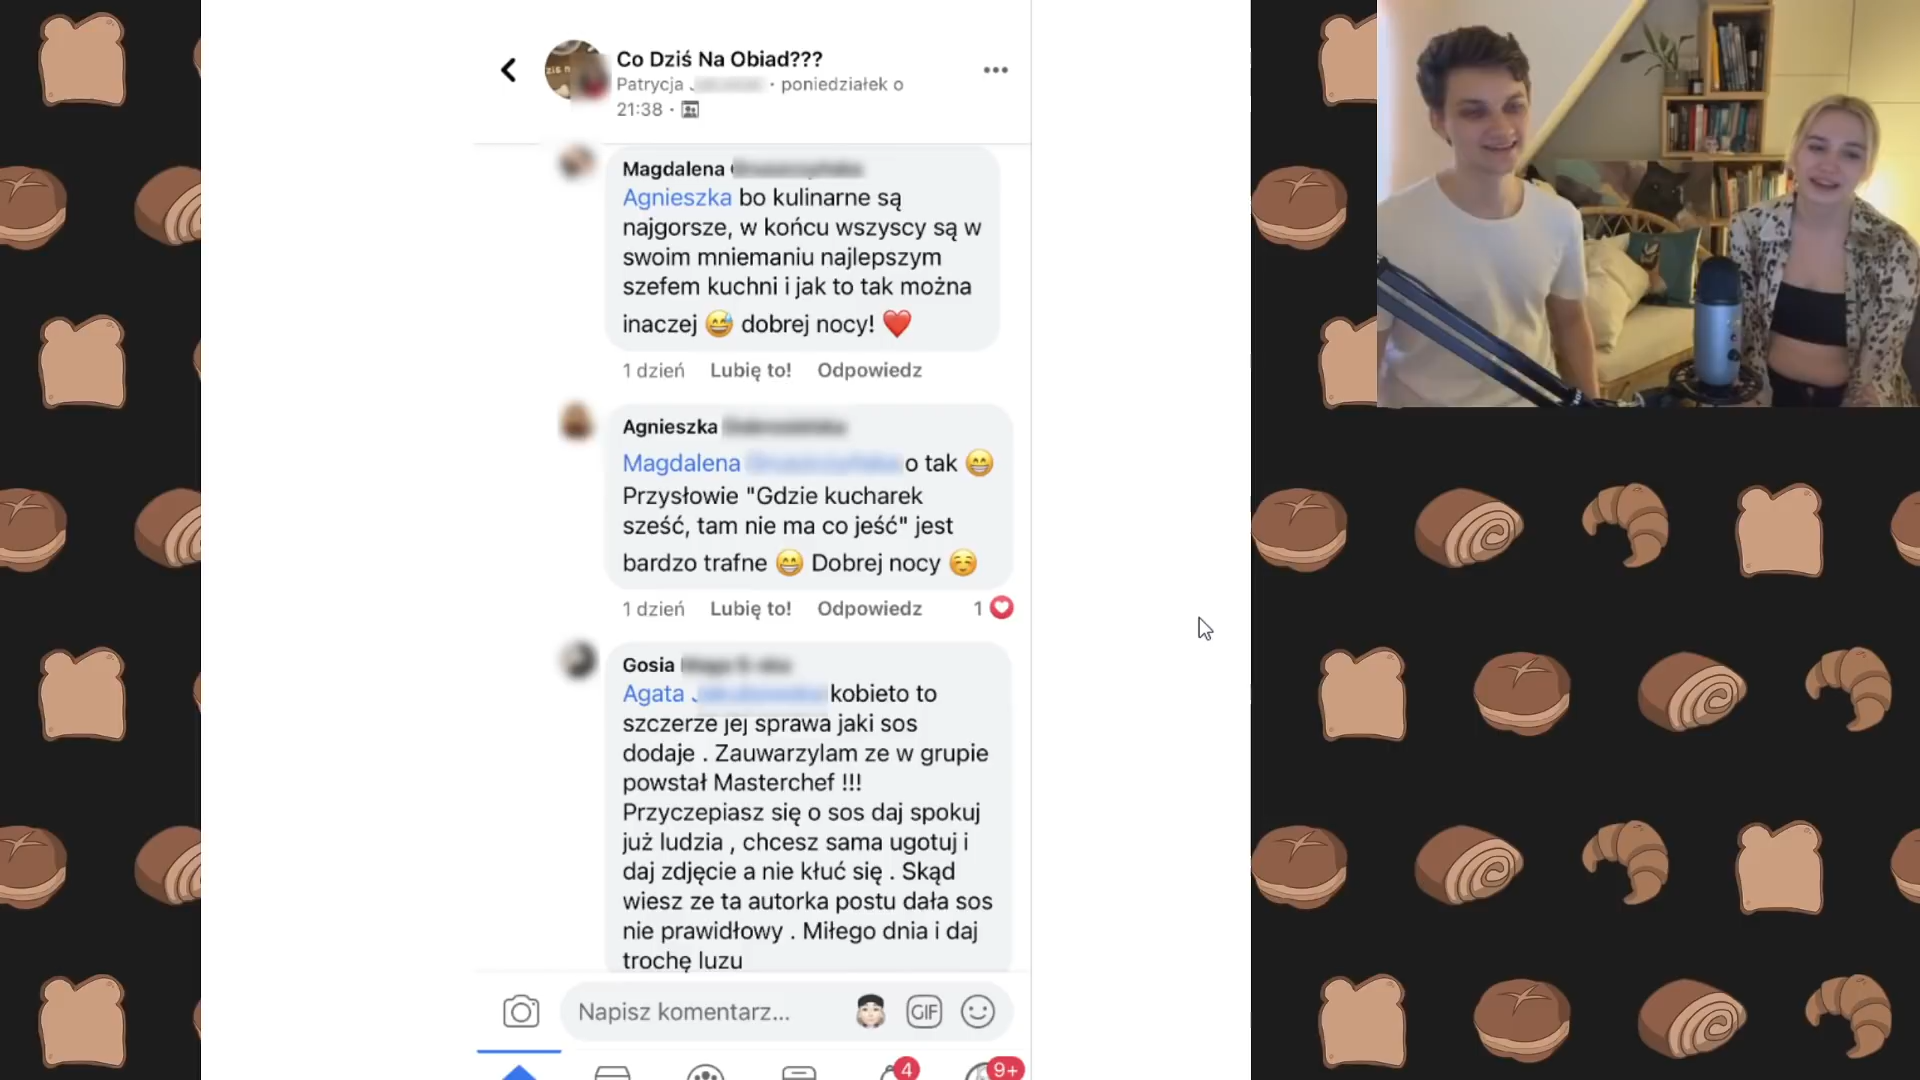 Co Dziś Na Obiad???
Patrycja · poniedziałek o
21:38 ·
Magdalena
Agnieszka bo kulinarne są
najgorsze, w końcu wszyscy są w
swoim mniemaniu najlepszym
szefem kuchni i jak to tak można
inaczej 😅 dobrej nocy! ❤️
1 dzień Lubię to! Odpowiedz
Agnieszka
Magdalena o tak 😁
Przysłowie "Gdzie kucharek
sześć, tam nie ma co jeść" jest
bardzo trafne 😁 Dobrej nocy ☺️
1 dzień Lubię to! Odpowiedz 1
Gosia
Agata kobieto to
szczerze jej sprawa jaki sos
dodaje . Zauwarzylam ze w grupie
powstał Masterchef !!!
Przyczepiasz się o sos daj spokuj
już ludzia , chcesz sama ugotuj i
daj zdjęcie a nie kłuć się . Skąd
wiesz ze ta autorka postu dała sos
nie prawidłowy . Miłego dnia i daj
trochę luzu
Napisz komentarz... GIF
4 9+